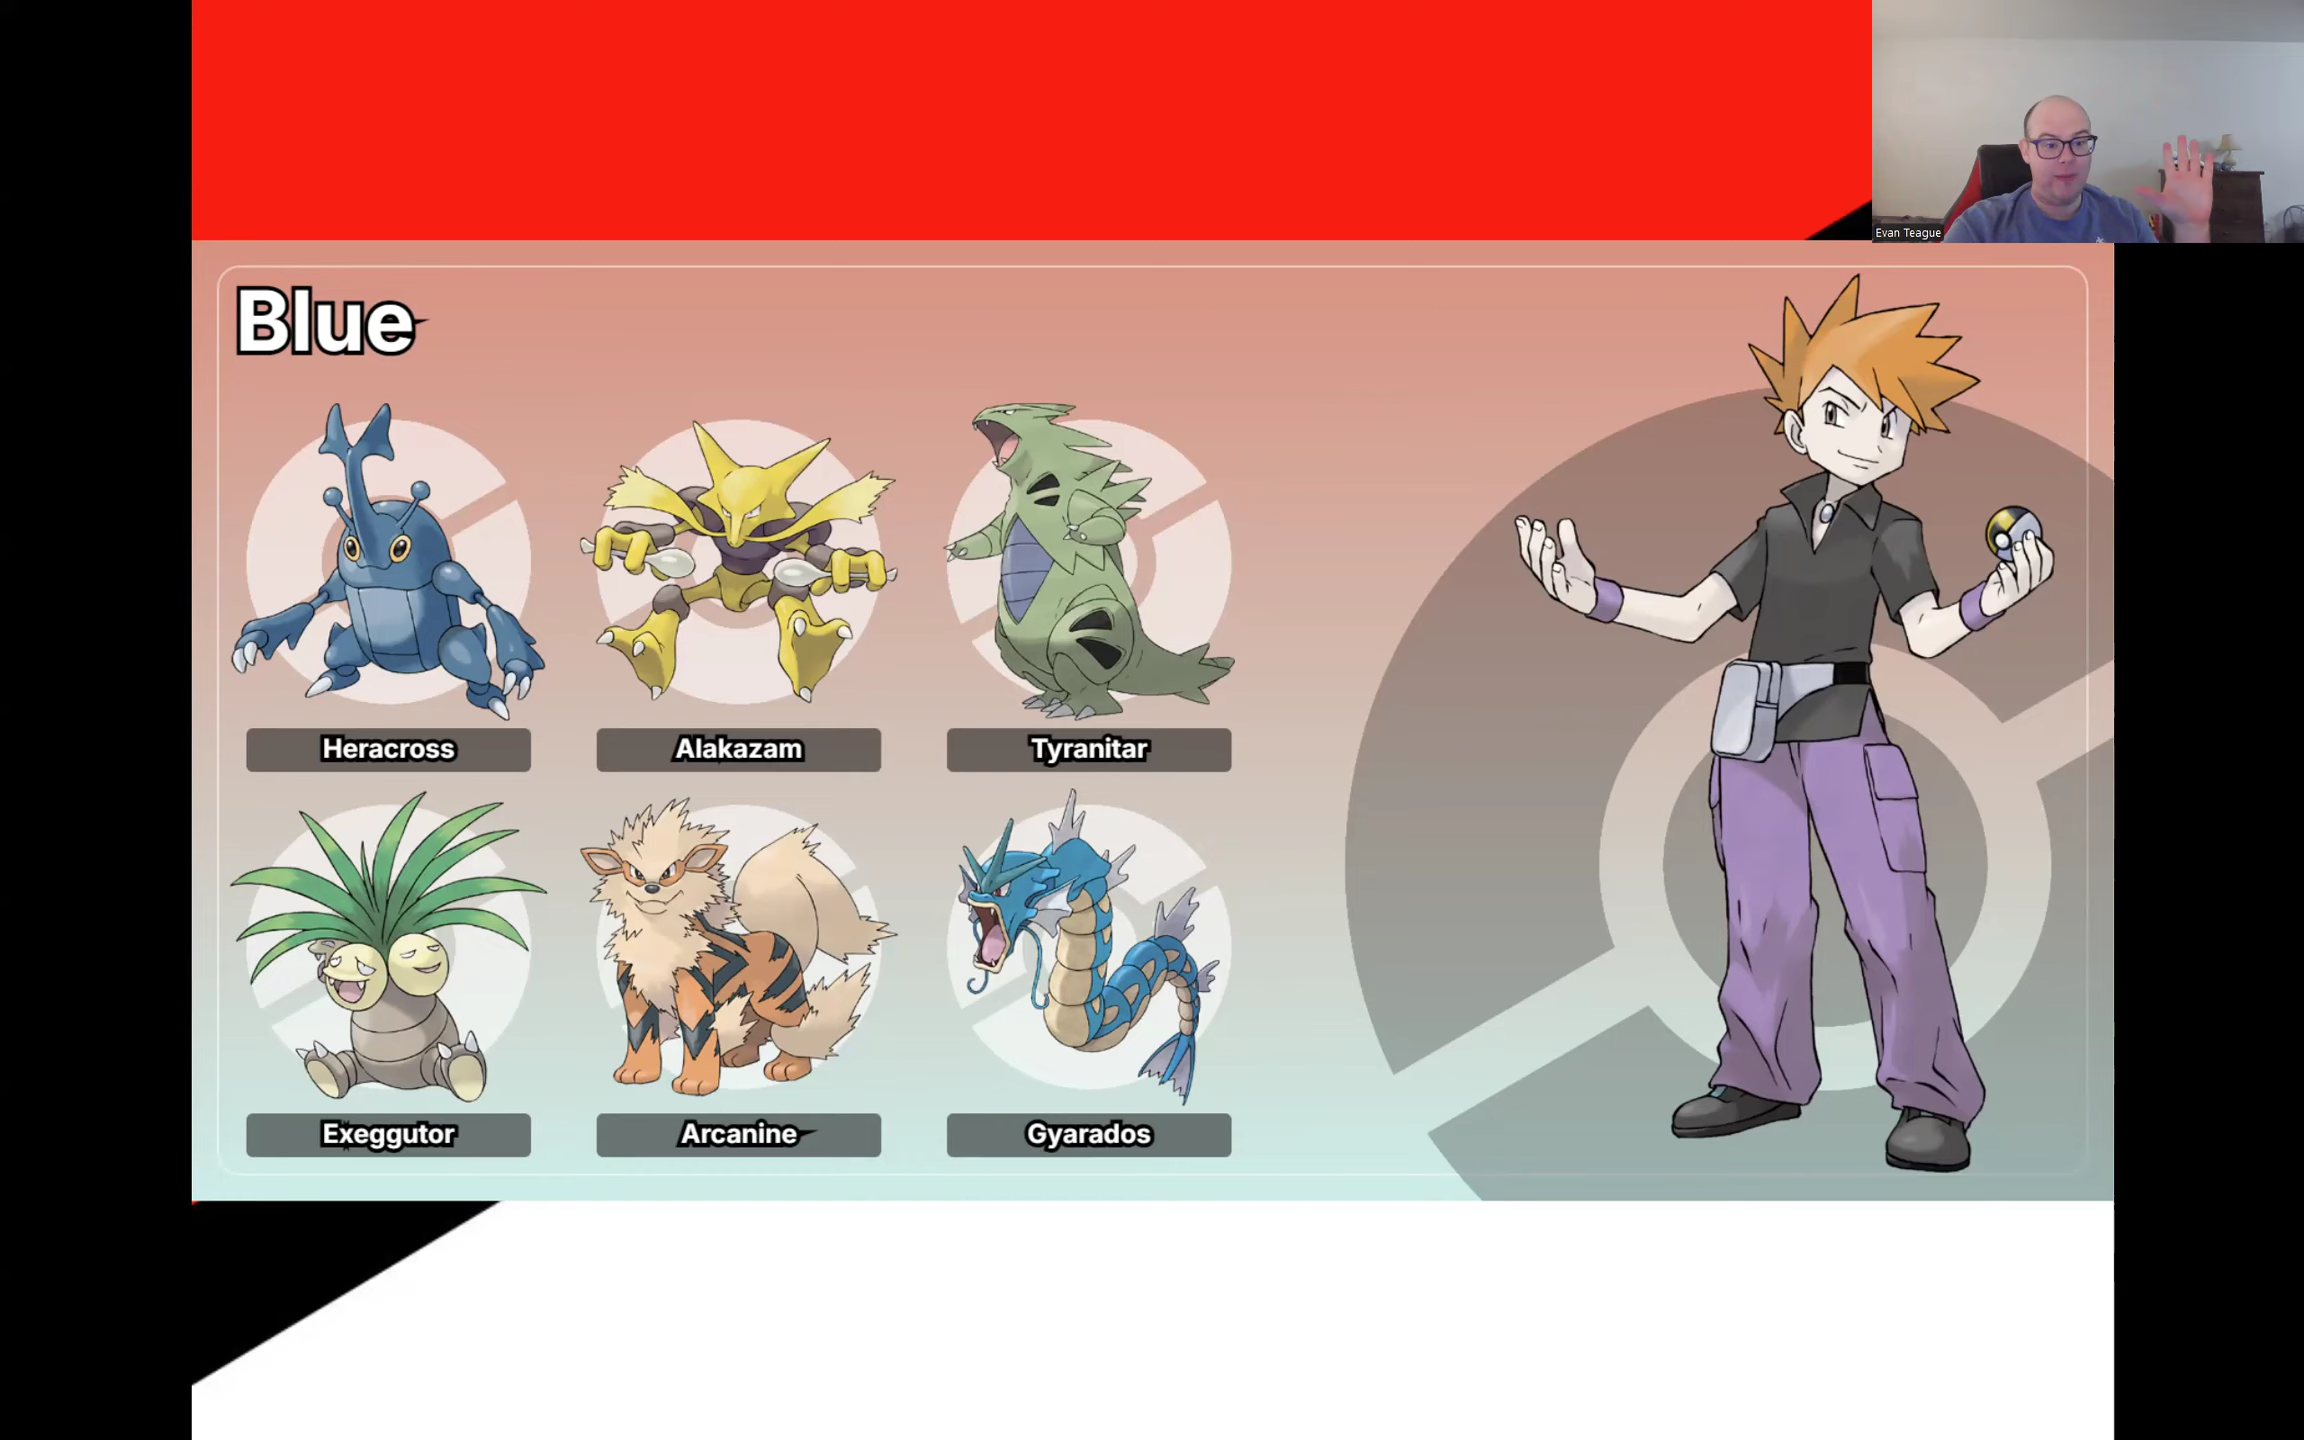 Evan Teague
Blue
Heracross
Alakazam
Tyranitar
Exeggutor
Arcanine
Gyarados